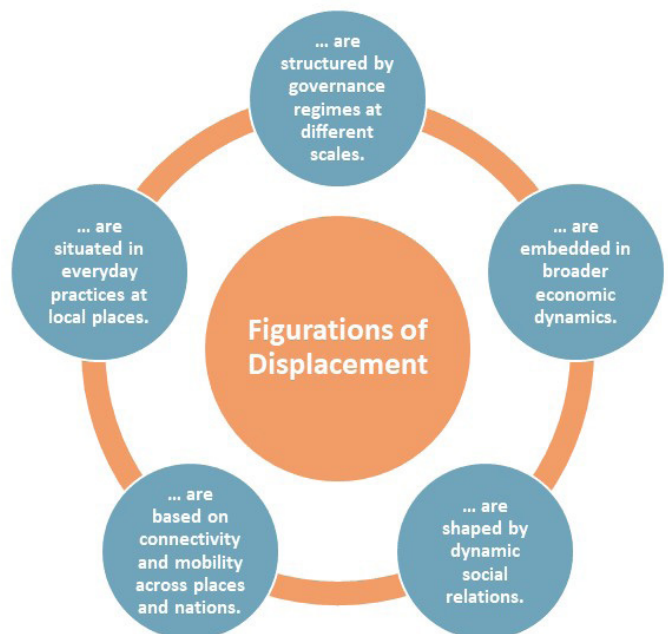 ... are
structured by
governance
regimes at
different
scales.
... are
embedded in
broader
economic
dynamics.
... are
shaped by
dynamic
social
relations.
... are
based on
connectivity
and mobility
across places
and nations.
... are
situated in
everyday
practices at
local places.
Figurations of
Displacement